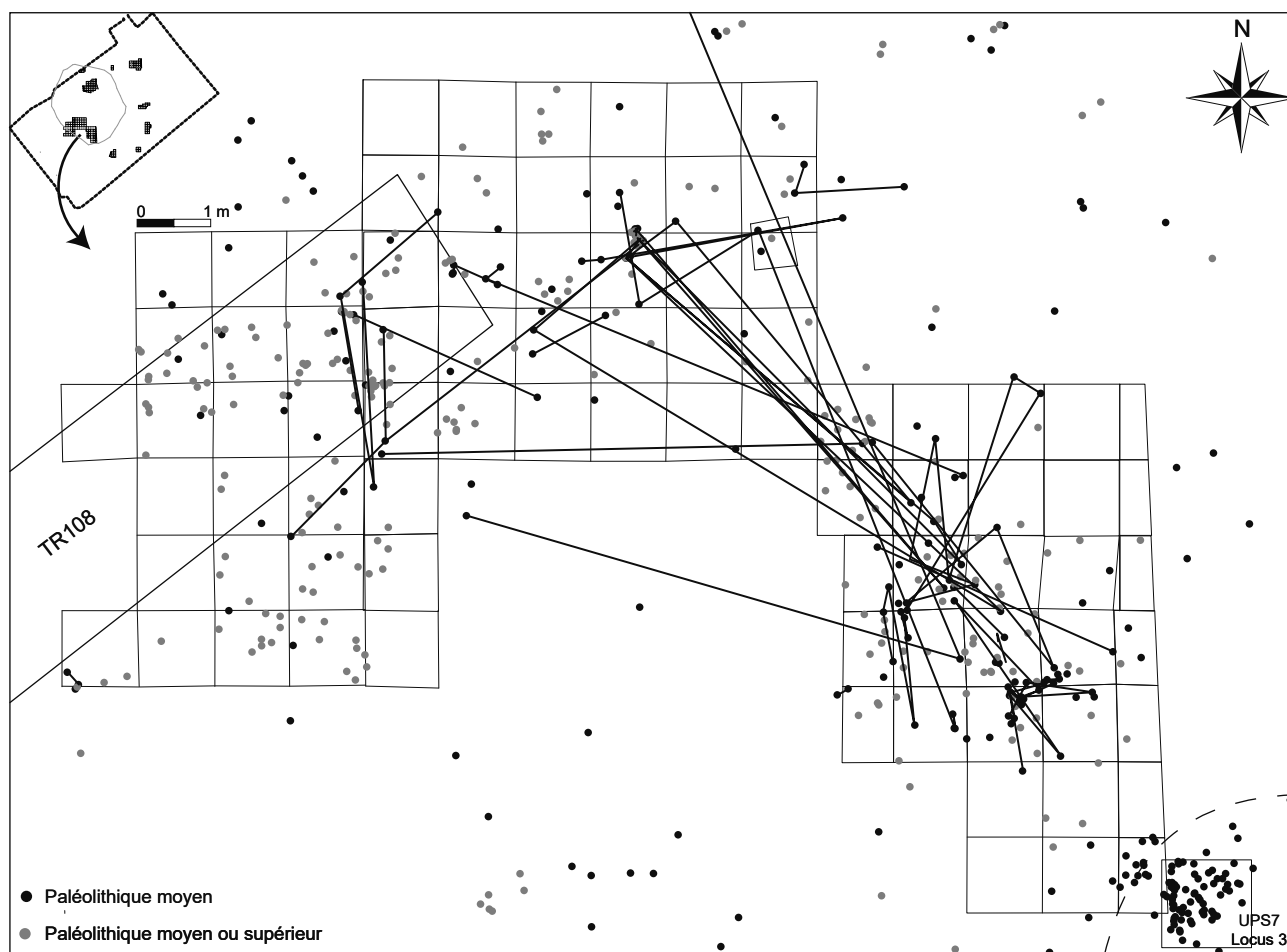 N
0 1 m
TR108
Paléolithique moyen
Paléolithique moyen ou supérieur
UPS7
Locus 3